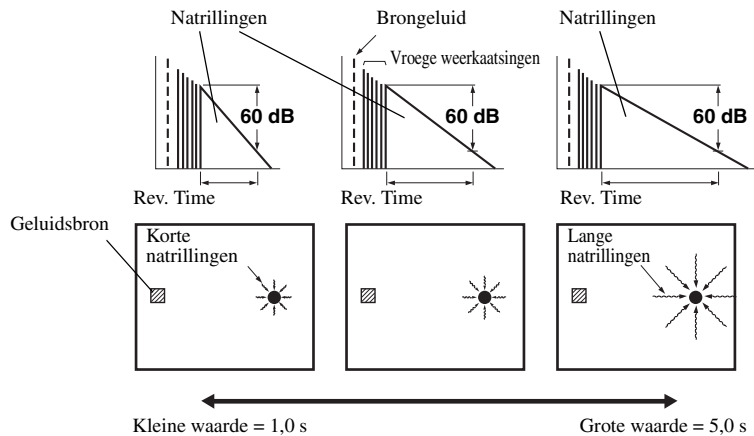 Natrillingen
Brongeluid
Natrillingen
Vroege weerkaatsingen
60 dB
60 dB
60 dB
Rev. Time
Rev. Time
Rev. Time
Geluidsbron
Korte
natrillingen
Lange
natrillingen
Kleine waarde = 1,0 s
Grote waarde = 5,0 s